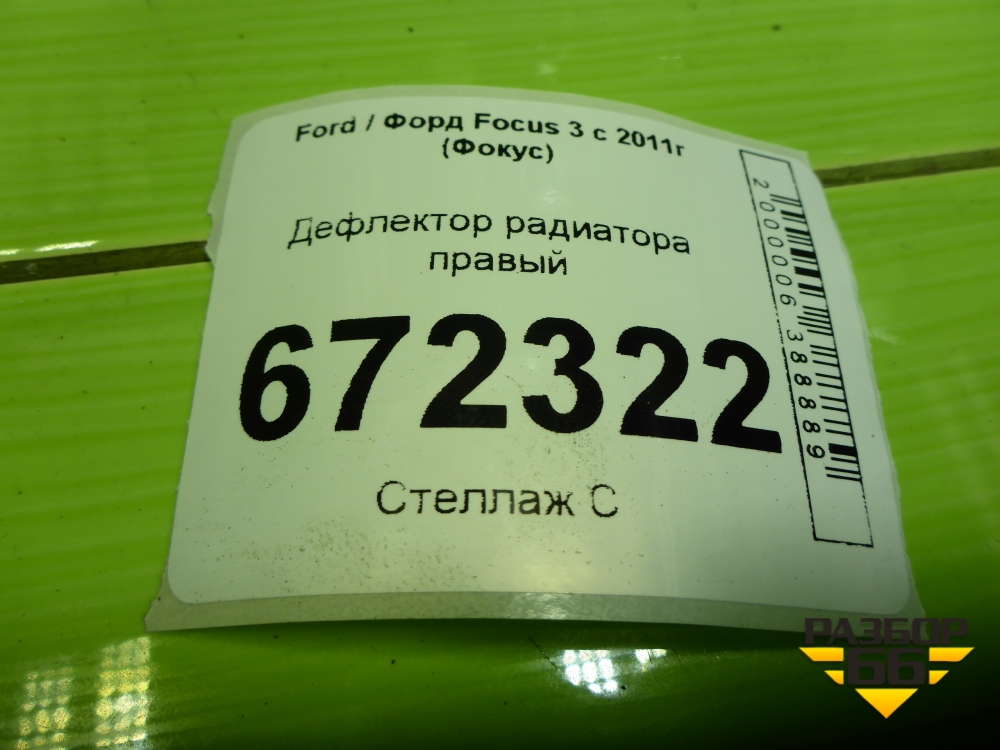 Ford / Форд Focus 3 с 2011г
(Фокус)
Дефлектор радиатора
правый
672322
Стеллаж С
2000006388889
РАЗБОР
66